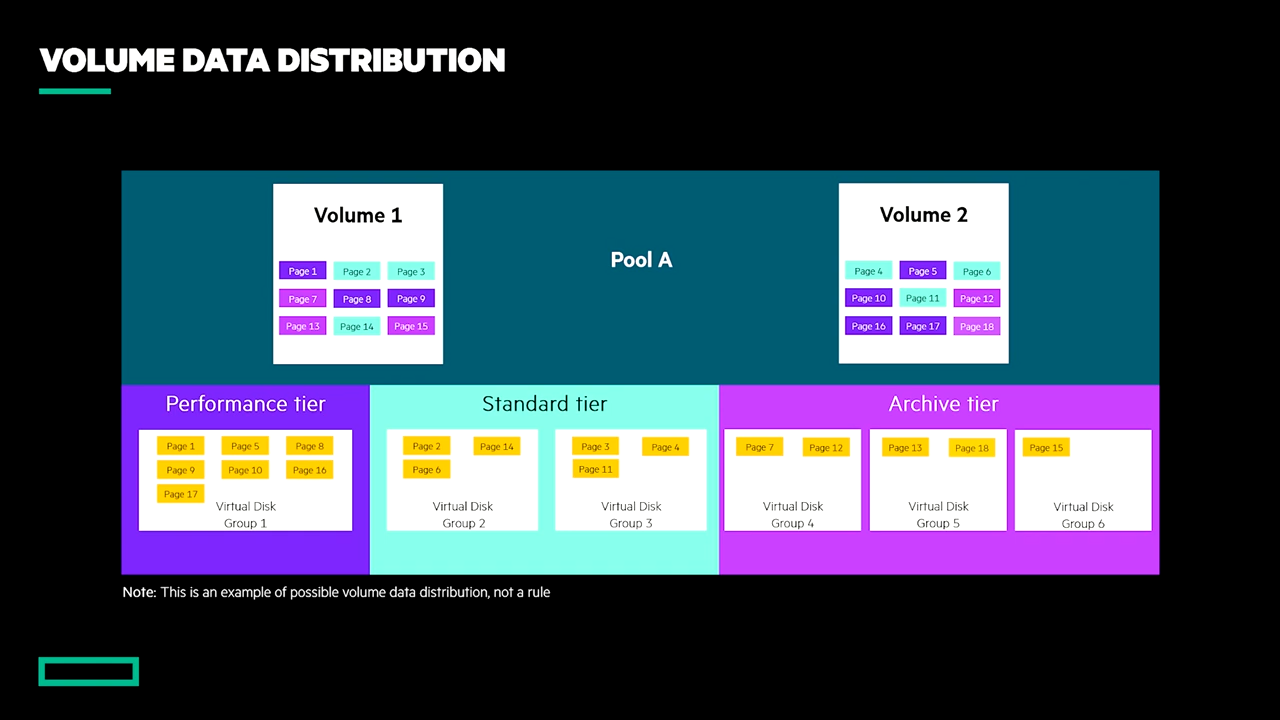 VOLUME DATA DISTRIBUTION
Volume 1
Page 1 Page 2 Page 3
Page 7 Page 8 Page 9
Page 13 Page 14 Page 15
Pool A
Volume 2
Page 4 Page 5 Page 6
Page 10 Page 11 Page 12
Page 16 Page 17 Page 18
Performance tier
Page 1 Page 5 Page 8
Page 9 Page 10 Page 16
Page 17
Virtual Disk
Group 1
Standard tier
Page 2 Page 14
Page 6
Virtual Disk
Group 2
Page 3 Page 4
Page 11
Virtual Disk
Group 3
Archive tier
Page 7 Page 12
Virtual Disk
Group 4
Page 13 Page 18
Virtual Disk
Group 5
Page 15
Virtual Disk
Group 6
Note: This is an example of possible volume data distribution, not a rule